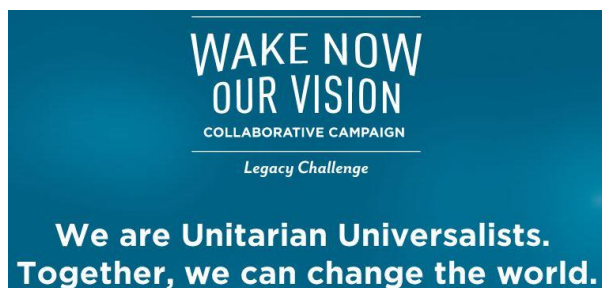 WAKE NOW
OUR VISION
COLLABORATIVE CAMPAIGN
Legacy Challenge
We are Unitarian Universalists.
Together, we can change the world.